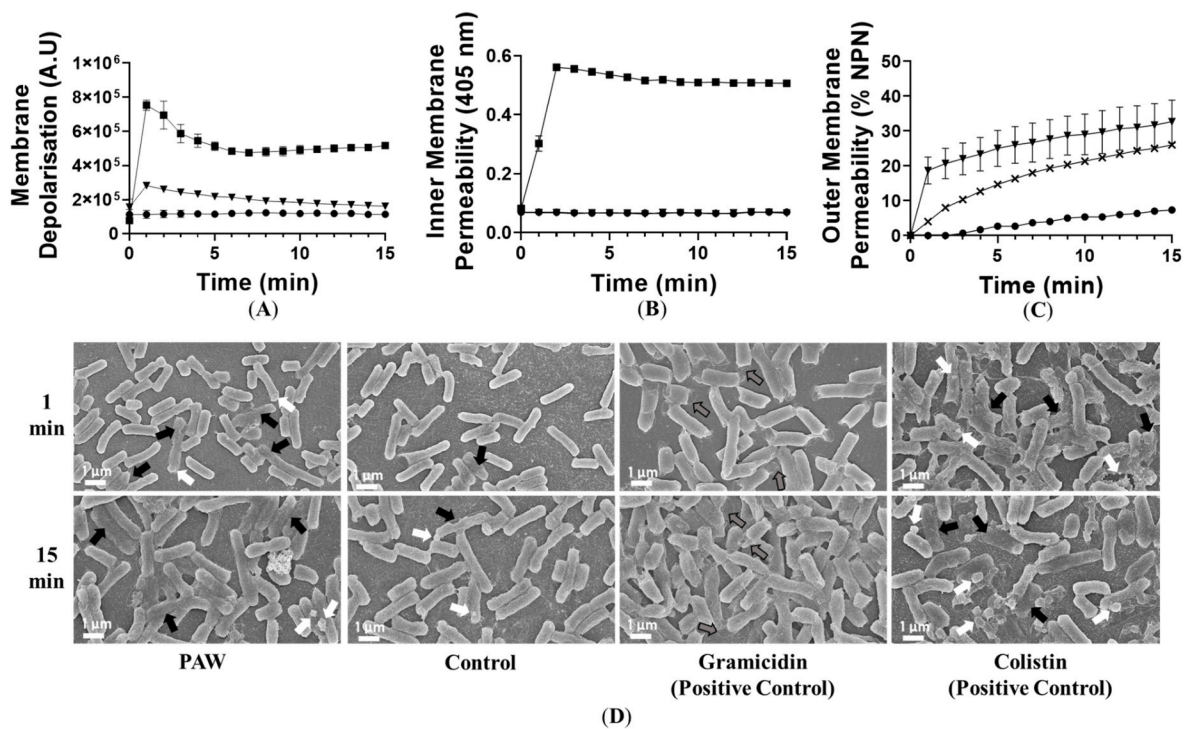 Membrane
Depolarisation (A.U)
1×10⁶
8×10⁵
6×10⁵
4×10⁵
2×10⁵
0
0 5 10 15
Time (min)
(A)
Inner Membrane
Permeability (405 nm)
0.6
0.4
0.2
0.0
0 5 10 15
Time (min)
(B)
Outer Membrane
Permeability (% NPN)
50
40
30
20
10
0
0 5 10 15
Time (min)
(C)
1
min
1 µm
1 µm
1 µm
1 µm
15
min
1 µm
1 µm
1 µm
1 µm
PAW
Control
Gramicidin
(Positive Control)
Colistin
(Positive Control)
(D)